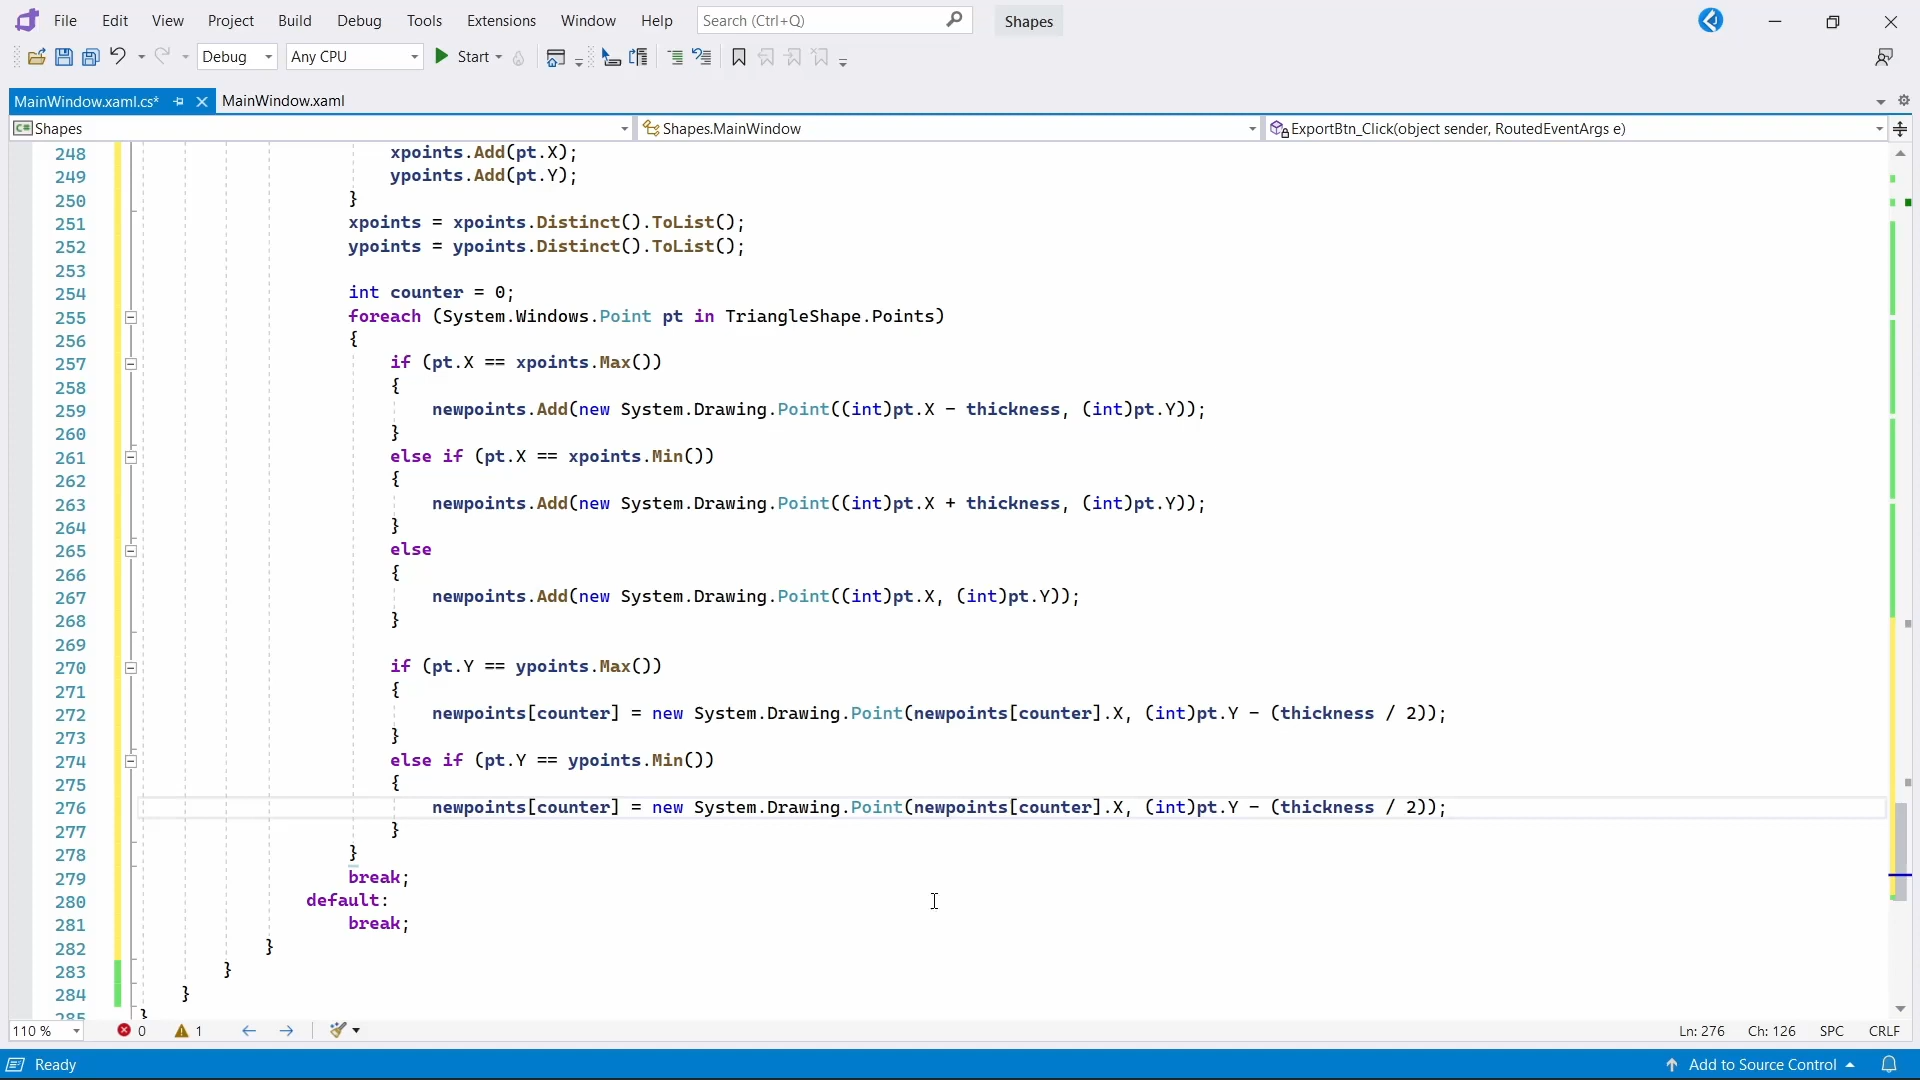 File Edit View Project Build Debug Tools Extensions Window Help Search (Ctrl+Q) Shapes
Debug Any CPU Start
MainWindow.xaml.cs* MainWindow.xaml
C# Shapes Shapes.MainWindow ExportBtn_Click(object sender, RoutedEventArgs e)
248 xpoints.Add(pt.X);
249 ypoints.Add(pt.Y);
250 }
251 xpoints = xpoints.Distinct().ToList();
252 ypoints = ypoints.Distinct().ToList();
253
254 int counter = 0;
255 foreach (System.Windows.Point pt in TriangleShape.Points)
256 {
257 if (pt.X == xpoints.Max())
258 {
259 newpoints.Add(new System.Drawing.Point((int)pt.X - thickness, (int)pt.Y));
260 }
261 else if (pt.X == xpoints.Min())
262 {
263 newpoints.Add(new System.Drawing.Point((int)pt.X + thickness, (int)pt.Y));
264 }
265 else
266 {
267 newpoints.Add(new System.Drawing.Point((int)pt.X, (int)pt.Y));
268 }
269
270 if (pt.Y == ypoints.Max())
271 {
272 newpoints[counter] = new System.Drawing.Point(newpoints[counter].X, (int)pt.Y - (thickness / 2));
273 }
274 else if (pt.Y == ypoints.Min())
275 {
276 newpoints[counter] = new System.Drawing.Point(newpoints[counter].X, (int)pt.Y - (thickness / 2));
277 }
278 }
279 break;
280 default:
281 break;
282 }
283 }
284 }
285 }
110 % 0 1 Ln: 276 Ch: 126 SPC CRLF
Ready Add to Source Control